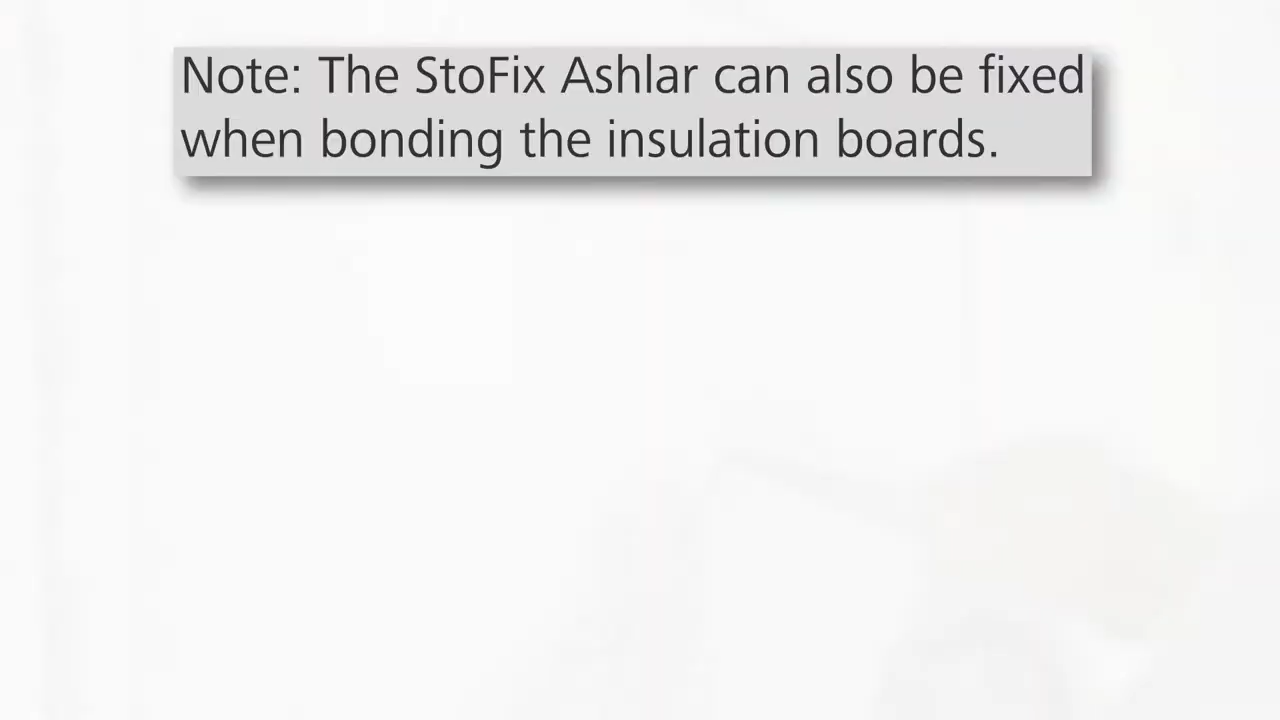 Note: The StoFix Ashlar can also be fixed
when bonding the insulation boards.